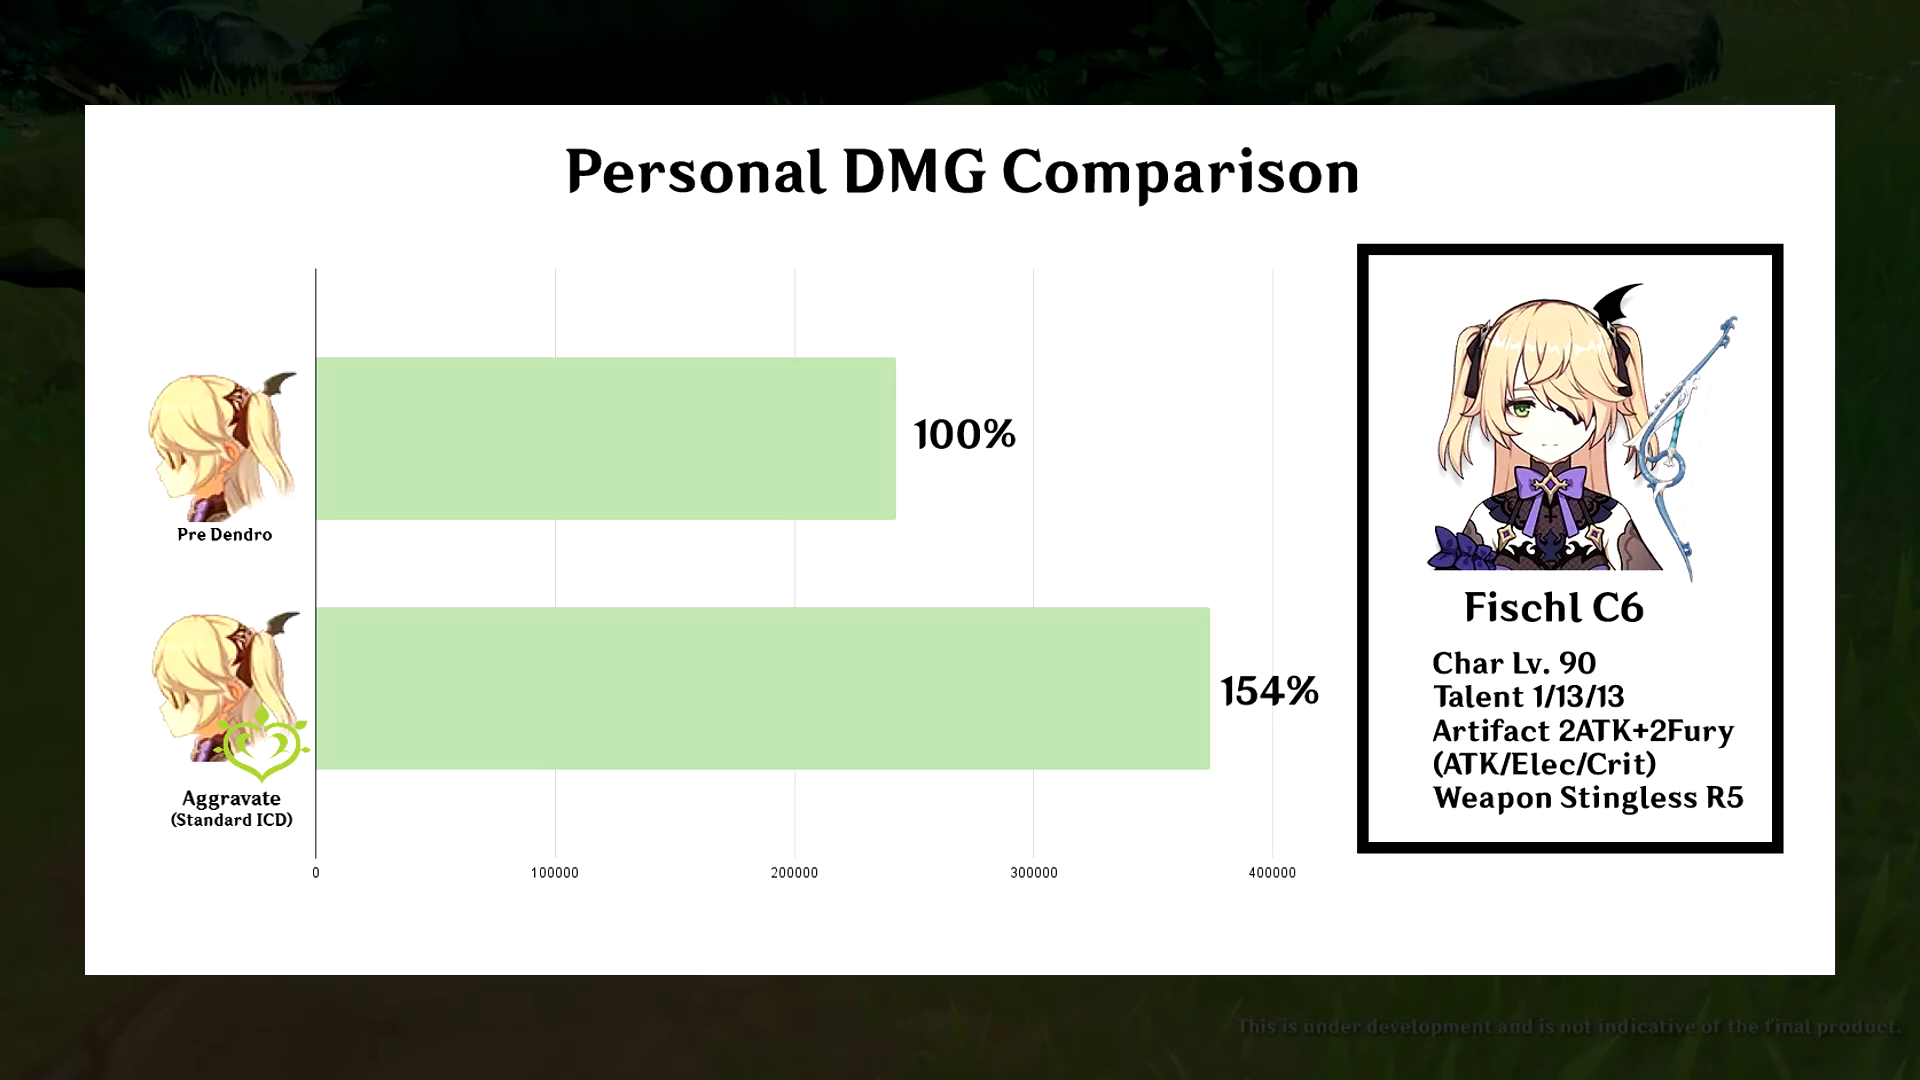 Personal DMG Comparison
100%
Pre Dendro
154%
Aggravate
(Standard ICD)
0
100000
200000
300000
400000
Fischl C6
Char Lv. 90
Talent 1/13/13
Artifact 2ATK+2Fury
(ATK/Elec/Crit)
Weapon Stingless R5
This is under development and is not indicative of the final product.